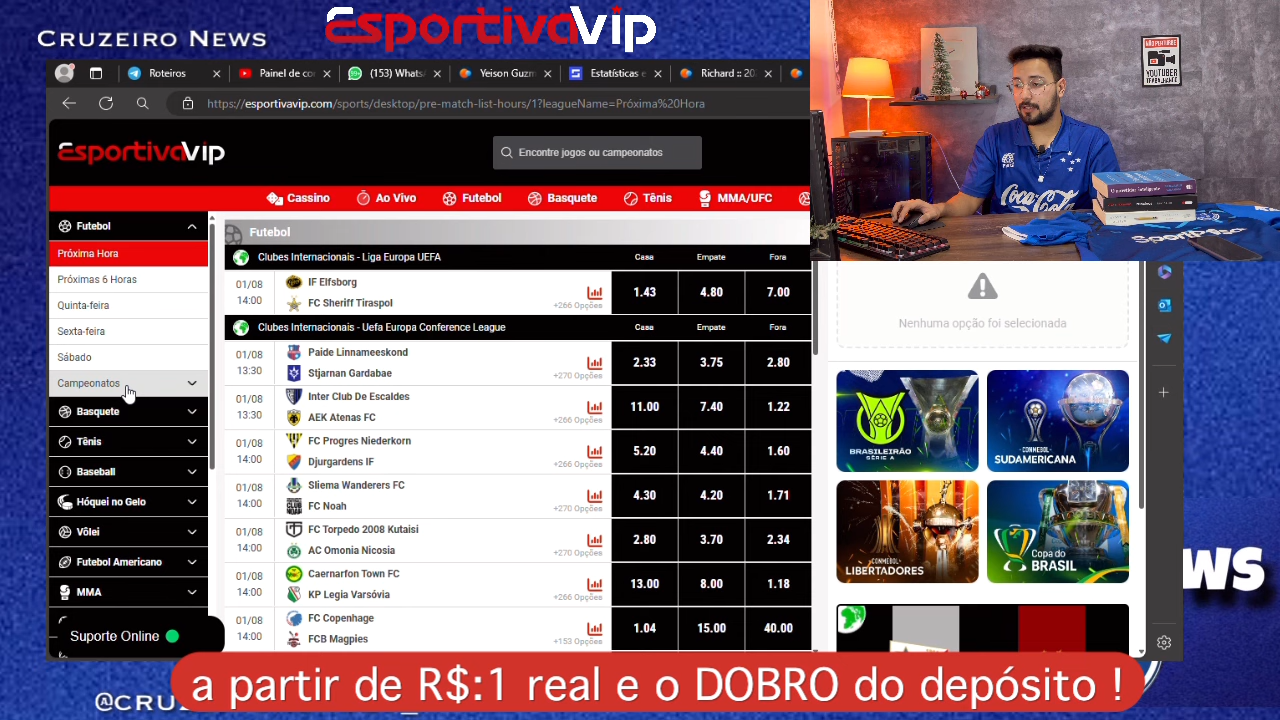 CRUZEIRO NEWS
EsportivaVip
NÃO PERTURBE
YOUTUBER
TRABALHANDO
Roteiros
Painel de co
(153) Whats
Yeison Guzm
Estatísticas e
Richard :: 20
https://esportivavip.com/sports/desktop/pre-match-list-hours/1?leagueName=Próxima%20Hora
EsportivaVip
Encontre jogos ou campeonatos
Coca-Cola
O investidor inteligente
Cassino
Ao Vivo
Futebol
Basquete
Tênis
MMA/UFC
Futebol
Próxima Hora
Próximas 6 Horas
Quinta-feira
Sexta-feira
Sábado
Campeonatos
Basquete
Tênis
Baseball
Hóquei no Gelo
Vôlei
Futebol Americano
MMA
Suporte Online
Futebol
Clubes Internacionais - Liga Europa UEFA Casa Empate Fora
01/08 14:00
IF Elfsborg
FC Sheriff Tiraspol
+266 Opções
1.43 4.80 7.00
Clubes Internacionais - Uefa Europa Conference League Casa Empate Fora
01/08 13:30
Paide Linnameeskond
Stjarnan Gardabae
+270 Opções
2.33 3.75 2.80
01/08 13:30
Inter Club De Escaldes
AEK Atenas FC
+266 Opções
11.00 7.40 1.22
01/08 14:00
FC Progres Niederkorn
Djurgardens IF
+266 Opções
5.20 4.40 1.60
01/08 14:00
Sliema Wanderers FC
FC Noah
+270 Opções
4.30 4.20 1.71
01/08 14:00
FC Torpedo 2008 Kutaisi
AC Omonia Nicosia
+270 Opções
2.80 3.70 2.34
01/08 14:00
Caernarfon Town FC
KP Legia Varsóvia
+266 Opções
13.00 8.00 1.18
01/08 14:00
FC Copenhage
FCB Magpies
+153 Opções
1.04 15.00 40.00
Nenhuma opção foi selecionada
BRASILEIRÃO
SÉRIE A
CONMEBOL
SUDAMERICANA
CONMEBOL
LIBERTADORES
Copa do
BRASIL
WS
a partir de R$:1 real e o DOBRO do depósito !
@CRUZ